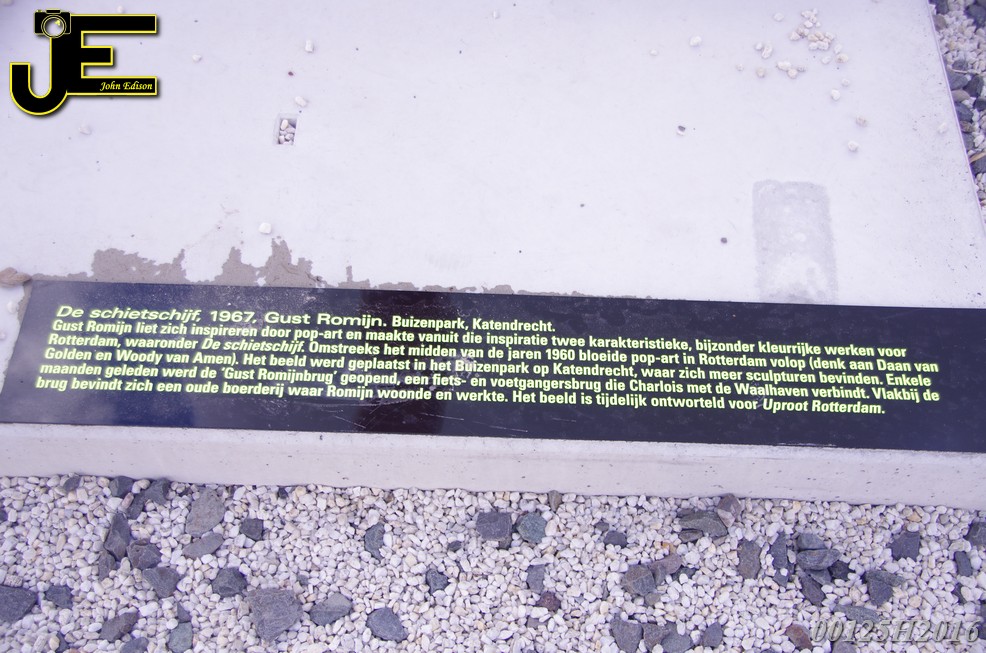 JE
John Edison
De schietschijf, 1967, Gust Romijn. Buizenpark, Katendrecht.
Gust Romijn liet zich inspireren door pop-art en maakte vanuit die inspiratie twee karakteristieke, bijzonder kleurrijke werken voor
Rotterdam, waaronder De schietschijf. Omstreeks het midden van de jaren 1960 bloeide pop-art in Rotterdam volop (denk aan Daan van
Golden en Woody van Amen). Het beeld werd geplaatst in het Buizenpark op Katendrecht, waar zich meer sculpturen bevinden. Enkele
maanden geleden werd de 'Gust Romijnbrug' geopend, een fiets- en voetgangersbrug die Charlois met de Waalhaven verbindt. Vlakbij de
brug bevindt zich een oude boerderij waar Romijn woonde en werkte. Het beeld is tijdelijk ontworteld voor Uproot Rotterdam.
00125H2016